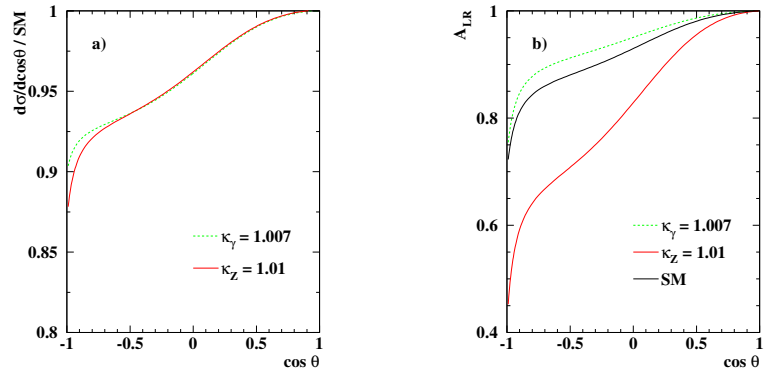 dσ/dcosθ / SM
1
0.95
0.9
0.85
0.8
a)
κγ = 1.007
κZ = 1.01
-1 -0.5 0 0.5 1
cos θ
A_LR
1
0.8
0.6
0.4
b)
κγ = 1.007
κZ = 1.01
SM
-1 -0.5 0 0.5 1
cos θ